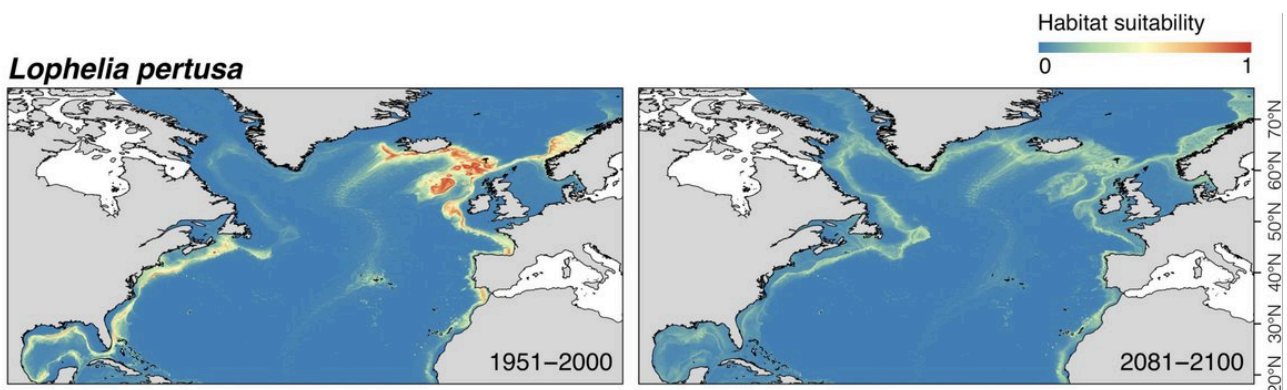 Habitat suitability
0 1
Lophelia pertusa
1951–2000
2081–2100
70°N
60°N
50°N
40°N
30°N
20°N